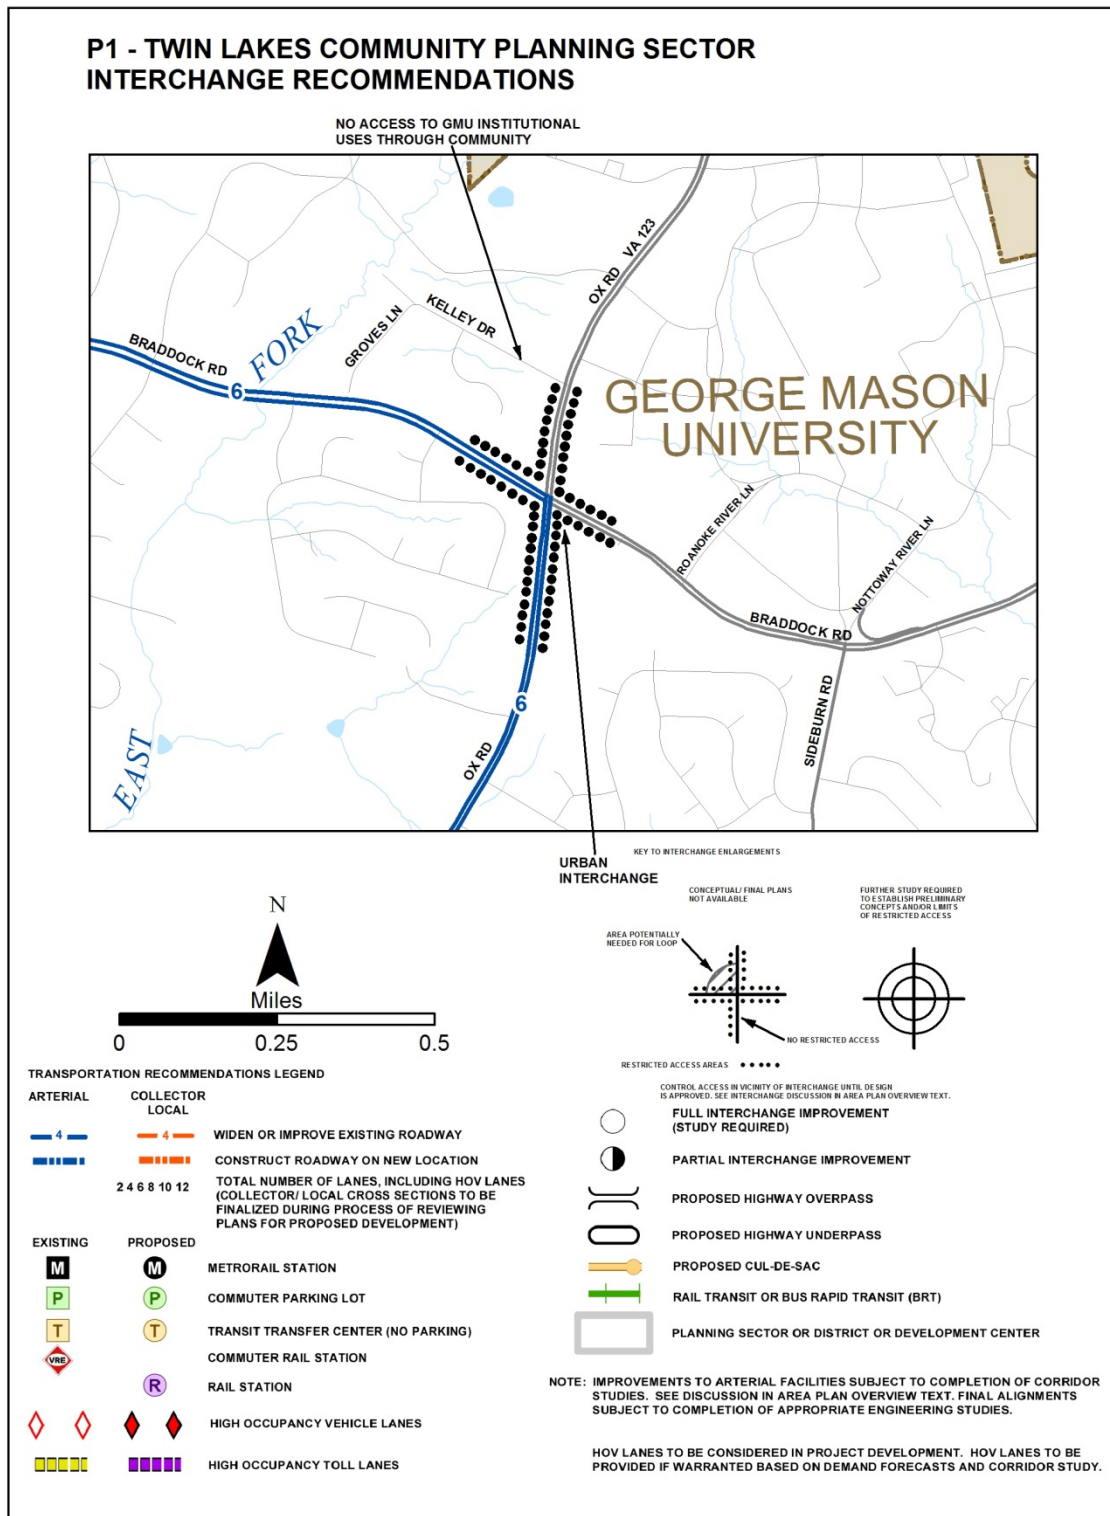 P1 - TWIN LAKES COMMUNITY PLANNING SECTOR
INTERCHANGE RECOMMENDATIONS
NO ACCESS TO GMU INSTITUTIONAL
USES THROUGH COMMUNITY
OX RD VA 123
KELLEY DR
GROVES LN
FORK
BRADDOCK RD
6
GEORGE MASON
UNIVERSITY
ROANOKE RIVER LN
NOTTOWAY RIVER LN
BRADDOCK RD
SIDEBURN RD
6
OX RD
EAST
URBAN
INTERCHANGE
KEY TO INTERCHANGE ENLARGEMENTS
CONCEPTUAL/ FINAL PLANS
NOT AVAILABLE
FURTHER STUDY REQUIRED
TO ESTABLISH PRELIMINARY
CONCEPTS AND/OR LIMITS
OF RESTRICTED ACCESS
AREA POTENTIALLY
NEEDED FOR LOOP
NO RESTRICTED ACCESS
RESTRICTED ACCESS AREAS
CONTROL ACCESS IN VICINITY OF INTERCHANGE UNTIL DESIGN
IS APPROVED. SEE INTERCHANGE DISCUSSION IN AREA PLAN OVERVIEW TEXT.
N
Miles
0 0.25 0.5
TRANSPORTATION RECOMMENDATIONS LEGEND
ARTERIAL COLLECTOR
LOCAL
4 4 WIDEN OR IMPROVE EXISTING ROADWAY
CONSTRUCT ROADWAY ON NEW LOCATION
2 4 6 8 10 12 TOTAL NUMBER OF LANES, INCLUDING HOV LANES
(COLLECTOR/ LOCAL CROSS SECTIONS TO BE
FINALIZED DURING PROCESS OF REVIEWING
PLANS FOR PROPOSED DEVELOPMENT)
EXISTING PROPOSED
M M METRORAIL STATION
P P COMMUTER PARKING LOT
T T TRANSIT TRANSFER CENTER (NO PARKING)
VRE COMMUTER RAIL STATION
R RAIL STATION
HIGH OCCUPANCY VEHICLE LANES
HIGH OCCUPANCY TOLL LANES
FULL INTERCHANGE IMPROVEMENT
(STUDY REQUIRED)
PARTIAL INTERCHANGE IMPROVEMENT
PROPOSED HIGHWAY OVERPASS
PROPOSED HIGHWAY UNDERPASS
PROPOSED CUL-DE-SAC
RAIL TRANSIT OR BUS RAPID TRANSIT (BRT)
PLANNING SECTOR OR DISTRICT OR DEVELOPMENT CENTER
NOTE: IMPROVEMENTS TO ARTERIAL FACILITIES SUBJECT TO COMPLETION OF CORRIDOR
STUDIES. SEE DISCUSSION IN AREA PLAN OVERVIEW TEXT. FINAL ALIGNMENTS
SUBJECT TO COMPLETION OF APPROPRIATE ENGINEERING STUDIES.
HOV LANES TO BE CONSIDERED IN PROJECT DEVELOPMENT. HOV LANES TO BE
PROVIDED IF WARRANTED BASED ON DEMAND FORECASTS AND CORRIDOR STUDY.